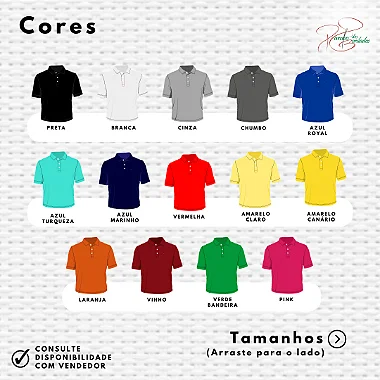 Cores
PRETA
BRANCA
CINZA
CHUMBO
AZUL
ROYAL
AZUL
TURQUEZA
AZUL
MARINHO
VERMELHA
AMARELO
CLARO
AMARELO
CANÁRIO
LARANJA
VINHO
VERDE
BANDEIRA
PINK
CONSULTE
DISPONIBILIDADE
COM VENDEDOR
Tamanhos
(Arraste para o lado)